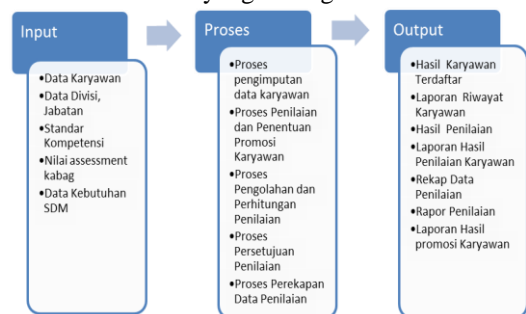 yang
Input
Proses
Output
•Data Karyawan
•Data Divisi,
Jabatan
•Standar
Kompetensi
•Nilai assessment
kabag
•Data Kebutuhan
SDM
•Proses
pengimputan
data karyawan
•Proses Penilaian
dan Penentuan
Promosi
Karyawan
•Proses
Pengolahan dan
Perhitungan
Penilaian
•Proses
Persetujuan
Penilaian
•Proses Perekapan
Data Penilaian
•Hasil Karyawan
Terdaftar
•Laporan Riwayat
Karyawan
•Hasil Penilaian
•Laporan Hasil
Penilaian Karyawan
•Rekap Data
Penilaian
•Rapor Penilaian
•Laporan Hasil
promosi Karyawan